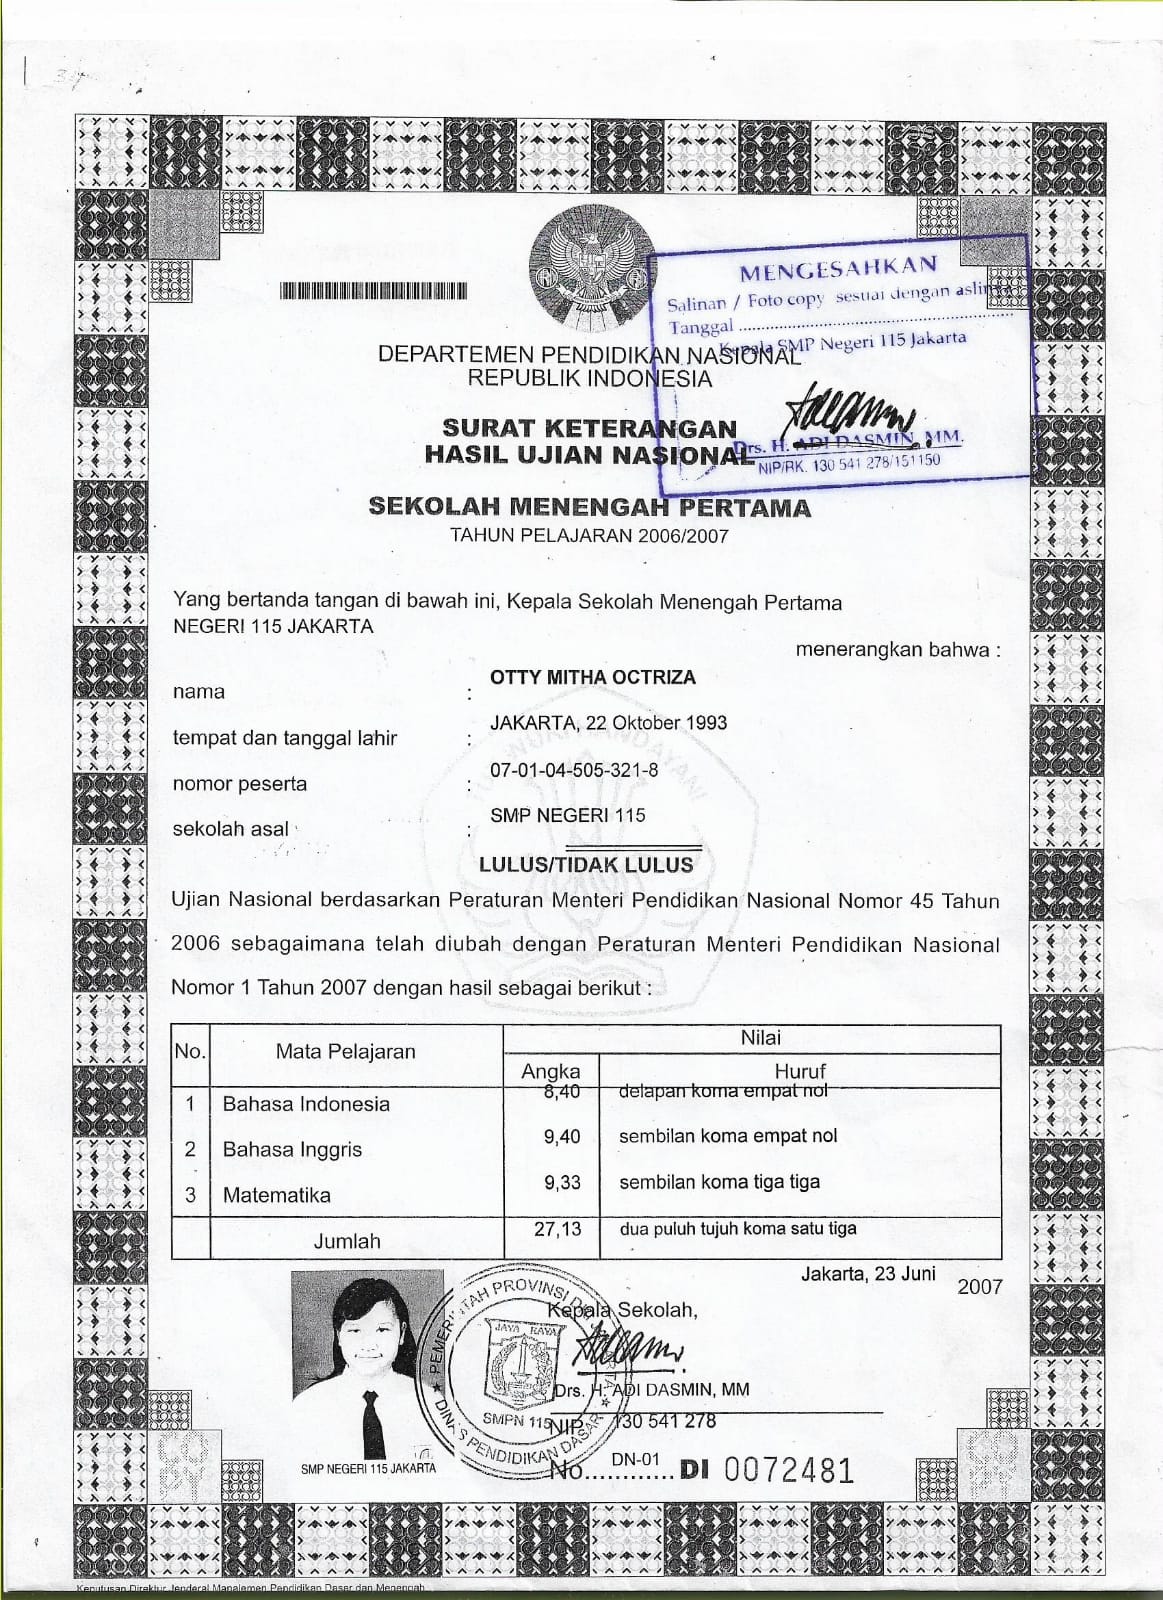 MENGESAHKAN
Salinan / Foto copy sesuai dengan aslin
Tanggal ..........
Kepala SMP Negeri 115 Jakarta
Drs. H. ADI DASMIN, MM.
NIP/RK. 130 541 278/151150
DEPARTEMEN PENDIDIKAN NASIONAL
REPUBLIK INDONESIA
SURAT KETERANGAN
HASIL UJIAN NASIONAL
SEKOLAH MENENGAH PERTAMA
TAHUN PELAJARAN 2006/2007
Yang bertanda tangan di bawah ini, Kepala Sekolah Menengah Pertama
NEGERI 115 JAKARTA
menerangkan bahwa :
nama : OTTY MITHA OCTRIZA
tempat dan tanggal lahir : JAKARTA, 22 Oktober 1993
nomor peserta : 07-01-04-505-321-8
sekolah asal : SMP NEGERI 115
TUT WURI HANDAYANI
LULUS/TIDAK LULUS
Ujian Nasional berdasarkan Peraturan Menteri Pendidikan Nasional Nomor 45 Tahun
2006 sebagaimana telah diubah dengan Peraturan Menteri Pendidikan Nasional
Nomor 1 Tahun 2007 dengan hasil sebagai berikut :
No. Mata Pelajaran Nilai
Angka Huruf
1 Bahasa Indonesia 8,40 delapan koma empat nol
2 Bahasa Inggris 9,40 sembilan koma empat nol
3 Matematika 9,33 sembilan koma tiga tiga
Jumlah 27,13 dua puluh tujuh koma satu tiga
Jakarta, 23 Juni 2007
Kepala Sekolah,
PEMERINTAH PROVINSI DKI
JAYA RAYA
SMPN 115
DINAS PENDIDIKAN DASAR
Drs. H. ADI DASMIN, MM
NIP. 130 541 278
SMP NEGERI 115 JAKARTA
No............ DN-01 DI 0072481
COPY
COPY
Keputusan Direktur Jenderal Manajemen Pendidikan Dasar dan Menengah